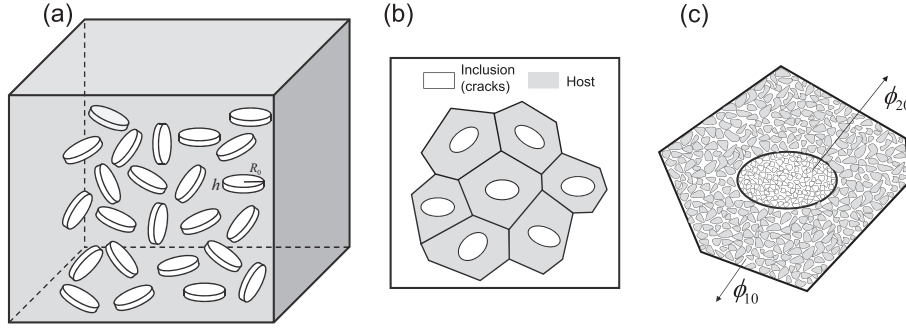 (a)
R₀
h
(b)
Inclusion
(cracks)
Host
(c)
ϕ₂₀
ϕ₁₀